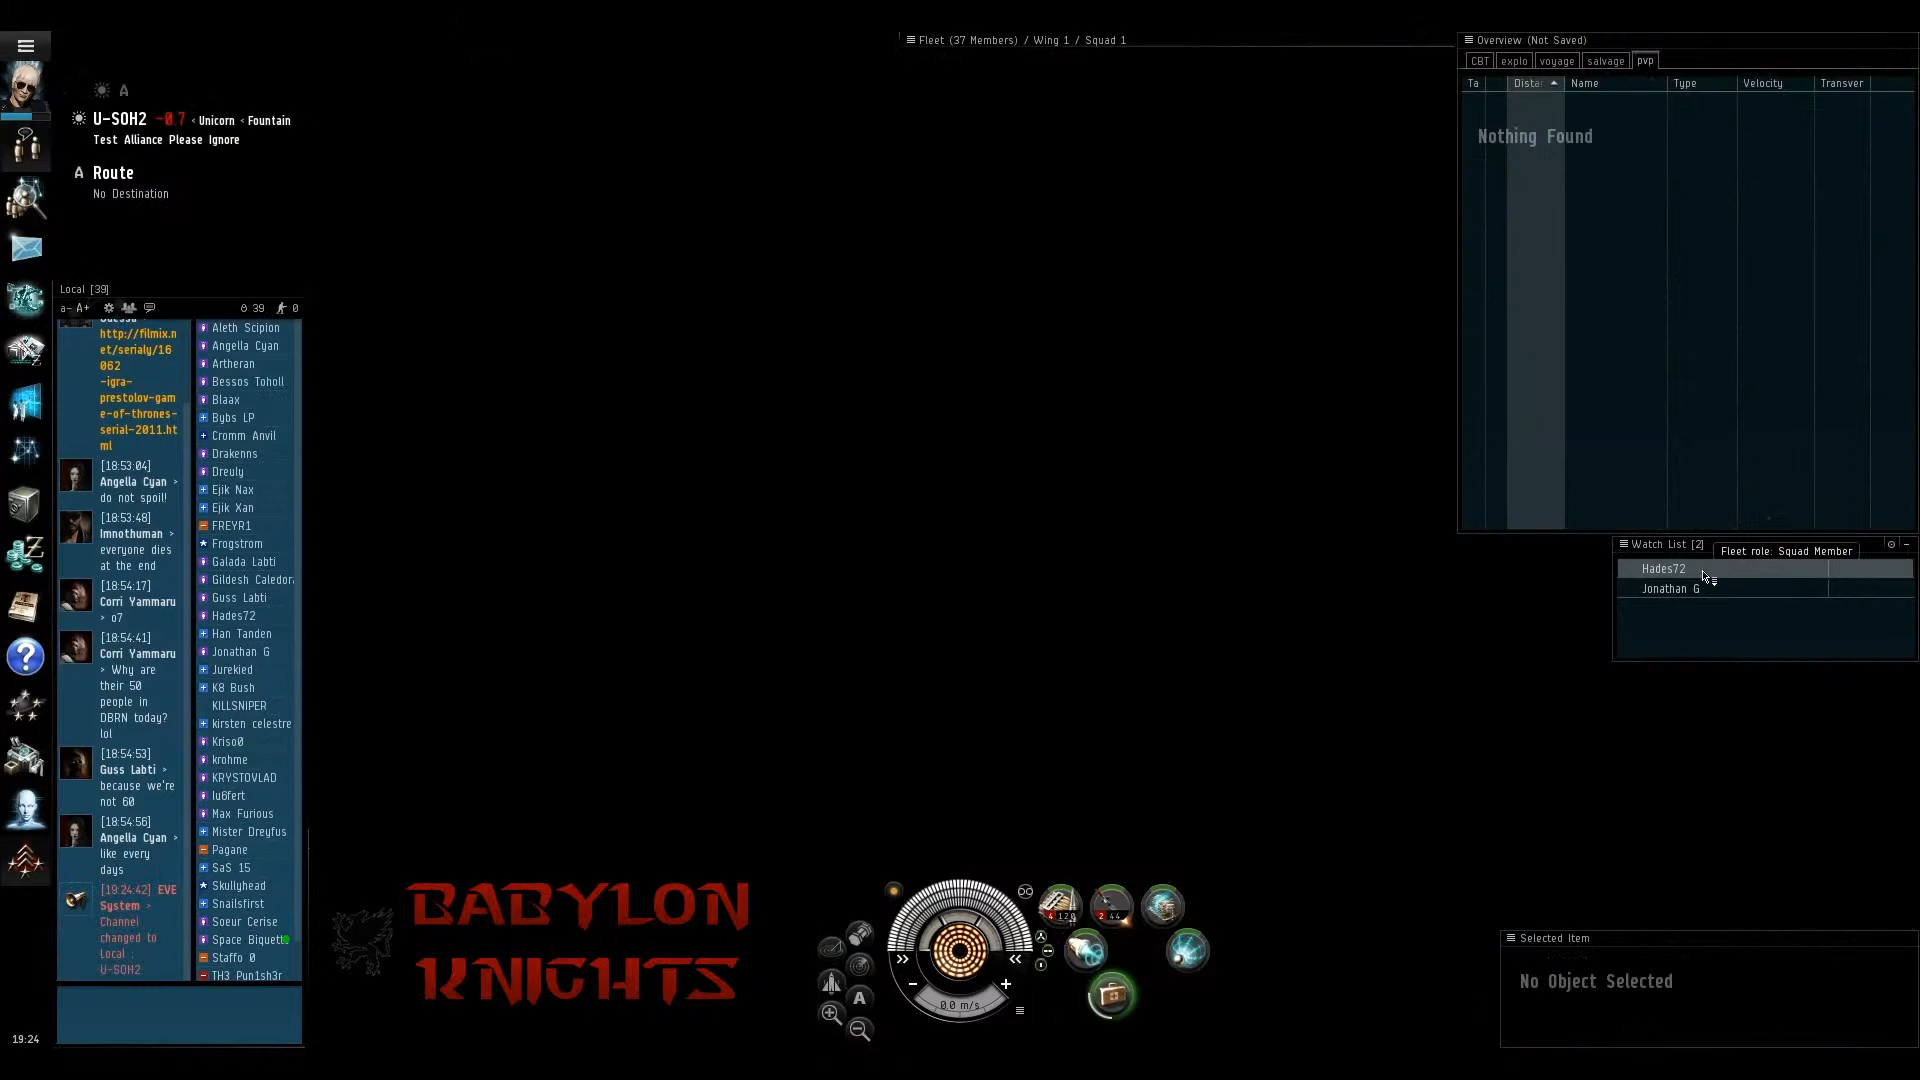 Fleet (37 Members) / Wing 1 / Squad 1
Overview (Not Saved)
CBT explo voyage salvage pvp
Ta Dista Name Type Velocity Transver
Nothing Found
A
U-SOH2 -0.7 < Unicorn < Fountain
Test Alliance Please Ignore
A Route
No Destination
Local [39]
a- A+ 39 0
http://filmix.n
et/serialy/16
062
-igra-
prestolov-gam
e-of-thrones-
serial-2011.ht
ml
[18:53:04]
Angella Cyan >
do not spoil!
[18:53:48]
Imnothuman >
everyone dies
at the end
[18:54:17]
Corri Yammaru
> o7
[18:54:41]
Corri Yammaru
> Why are
their 50
people in
DBRN today?
lol
[18:54:53]
Guss Labti >
because we're
not 60
[18:54:56]
Angella Cyan >
like every
days
[19:24:42] EVE
System >
Channel
changed to
Local :
U-SOH2
Aleth Scipion
Angella Cyan
Artheran
Bessos Toholl
Blaax
Bybs LP
Cromm Anvil
Drakenns
Dreuly
Ejik Nax
Ejik Xan
FREYR1
Frogstrom
Galada Labti
Gildesh Caledor
Guss Labti
Hades72
Han Tanden
Jonathan G
Jurekied
K8 Bush
KILLSNIPER
kirsten celestre
Kriso0
krohme
KRYSTOVLAD
lu6fert
Max Furious
Mister Dreyfus
Pagane
SaS 15
Skullyhead
Snailsfirst
Soeur Cerise
Space Biquett
Staffo 0
TH3 Pun1sh3r
Watch List [2]
Fleet role: Squad Member
Hades72
Jonathan G
BABYLON
KNIGHTS
4 120
2 44
A
0.0 m/s
Selected Item
No Object Selected
19:24